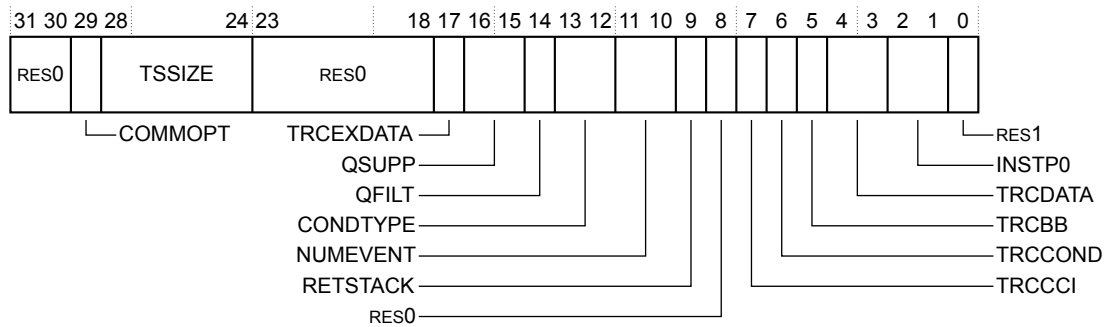 31 30 29 28 24 23 18 17 16 15 14 13 12 11 10 9 8 7 6 5 4 3 2 1 0
RES0 TSSIZE RES0
COMMOPT TRCEXDATA RES1
QSUPP INSTP0
QFILT TRCDATA
CONDTYPE TRCBB
NUMEVENT TRCCOND
RETSTACK TRCCCI
RES0